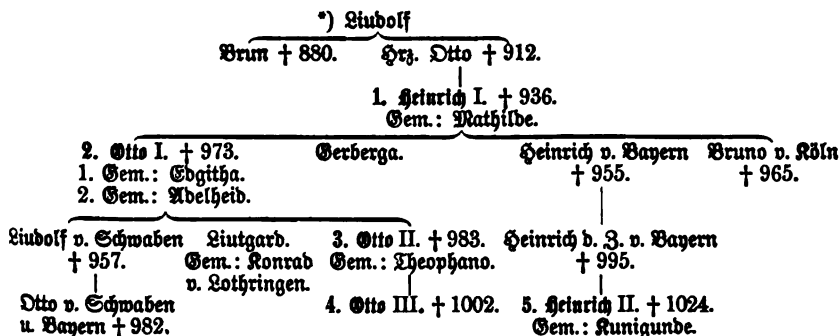 *) Liudolf
Brun † 880. Hrz. Otto † 912.
1. Heinrich I. † 936.
Gem.: Mathilde.
2. Otto I. † 973. Gerberga. Heinrich v. Bayern Bruno v. Köln
1. Gem.: Edgitha. † 955. † 965.
2. Gem.: Adelheid.
Liudolf v. Schwaben Liutgard. 3. Otto II. † 983. Heinrich d. Z. v. Bayern
† 957. Gem.: Konrad Gem.: Theophano. † 995.
v. Lothringen.
Otto v. Schwaben 4. Otto III. † 1002. 5. Heinrich II. † 1024.
u. Bayern † 982. Gem.: Kunigunde.